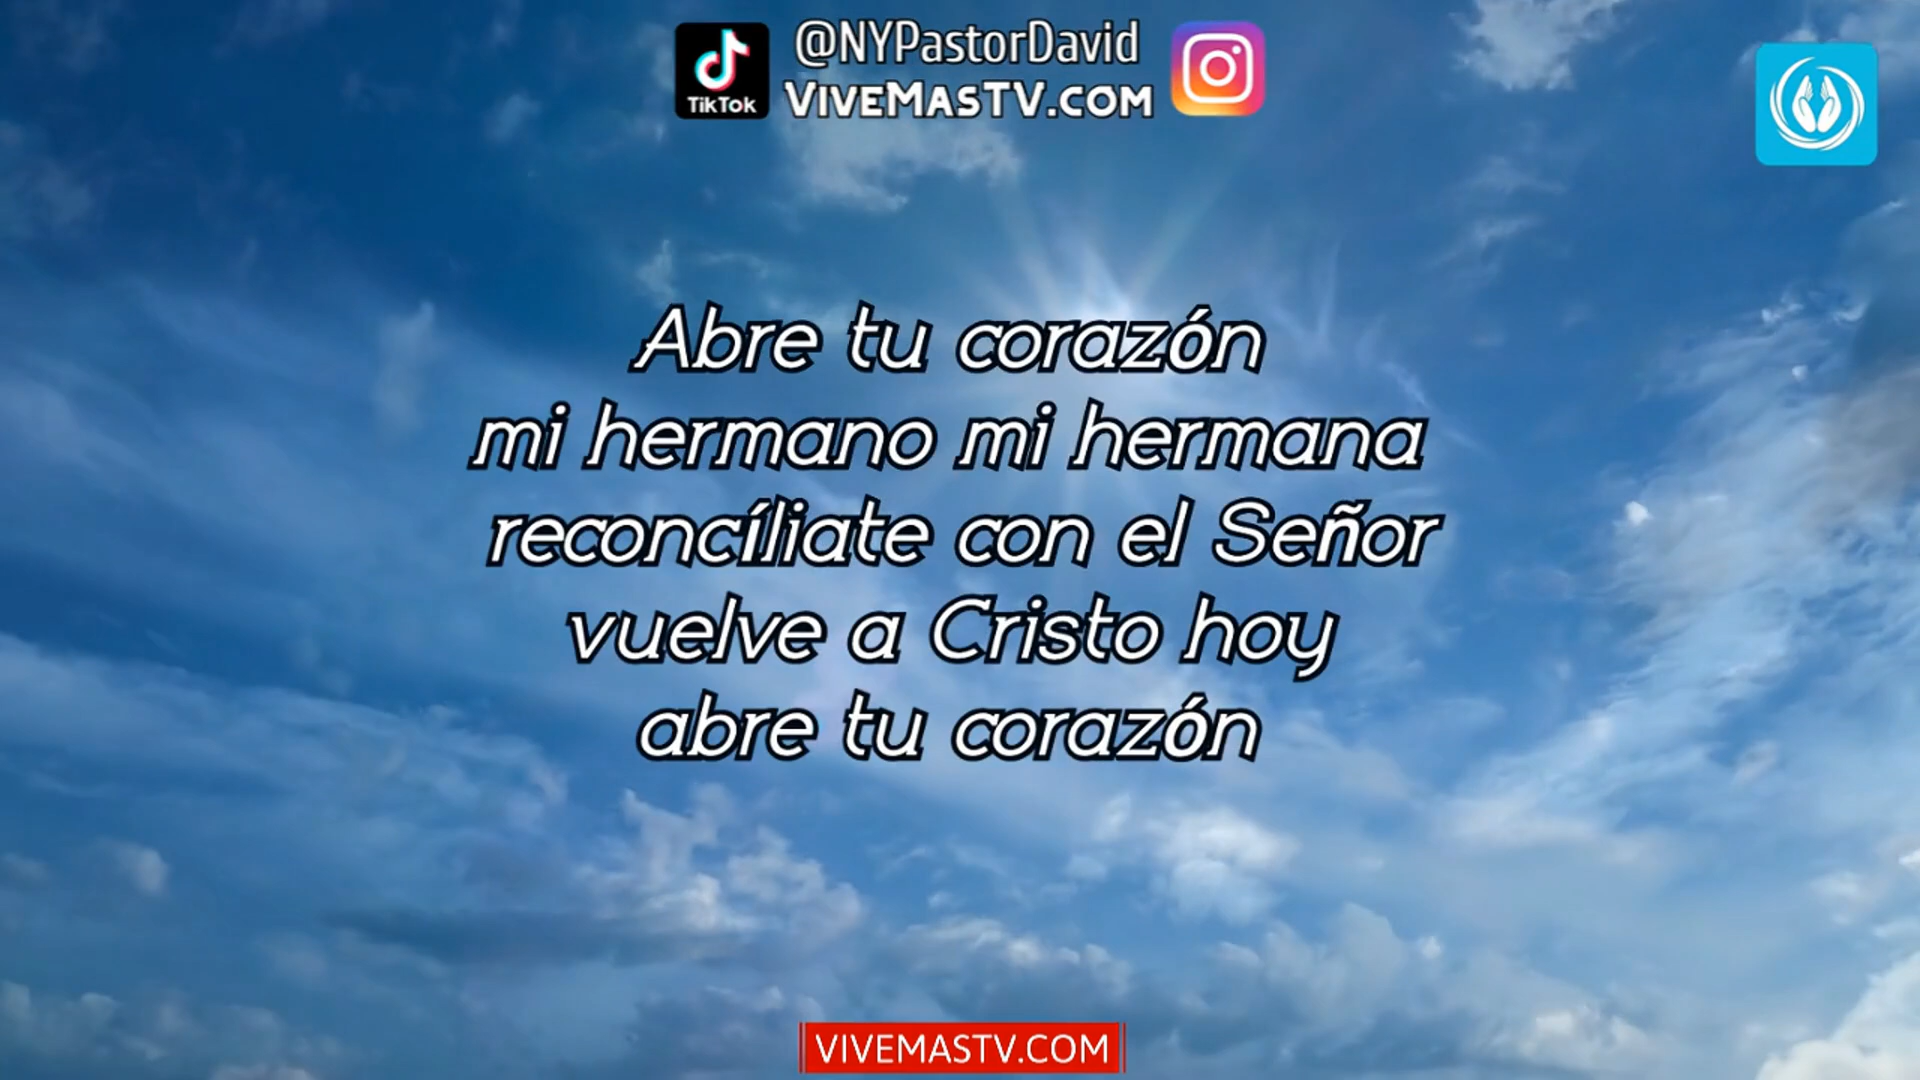 TikTok
@NYPastorDavid
VIVEMASTV.COM
Abre tu corazón
mi hermano mi hermana
reconcíliate con el Señor
vuelve a Cristo hoy
abre tu corazón
VIVEMASTV.COM